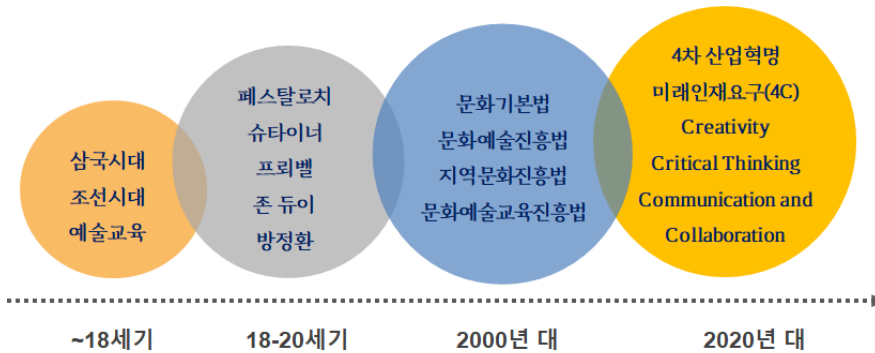 삼국시대
조선시대
예술교육
페스탈로치
슈타이너
프뢰벨
존 듀이
방정환
문화기본법
문화예술진흥법
지역문화진흥법
문화예술교육진흥법
4차 산업혁명
미래인재요구(4C)
Creativity
Critical Thinking
Communication and
Collaboration
~18세기
18-20세기
2000년 대
2020년 대